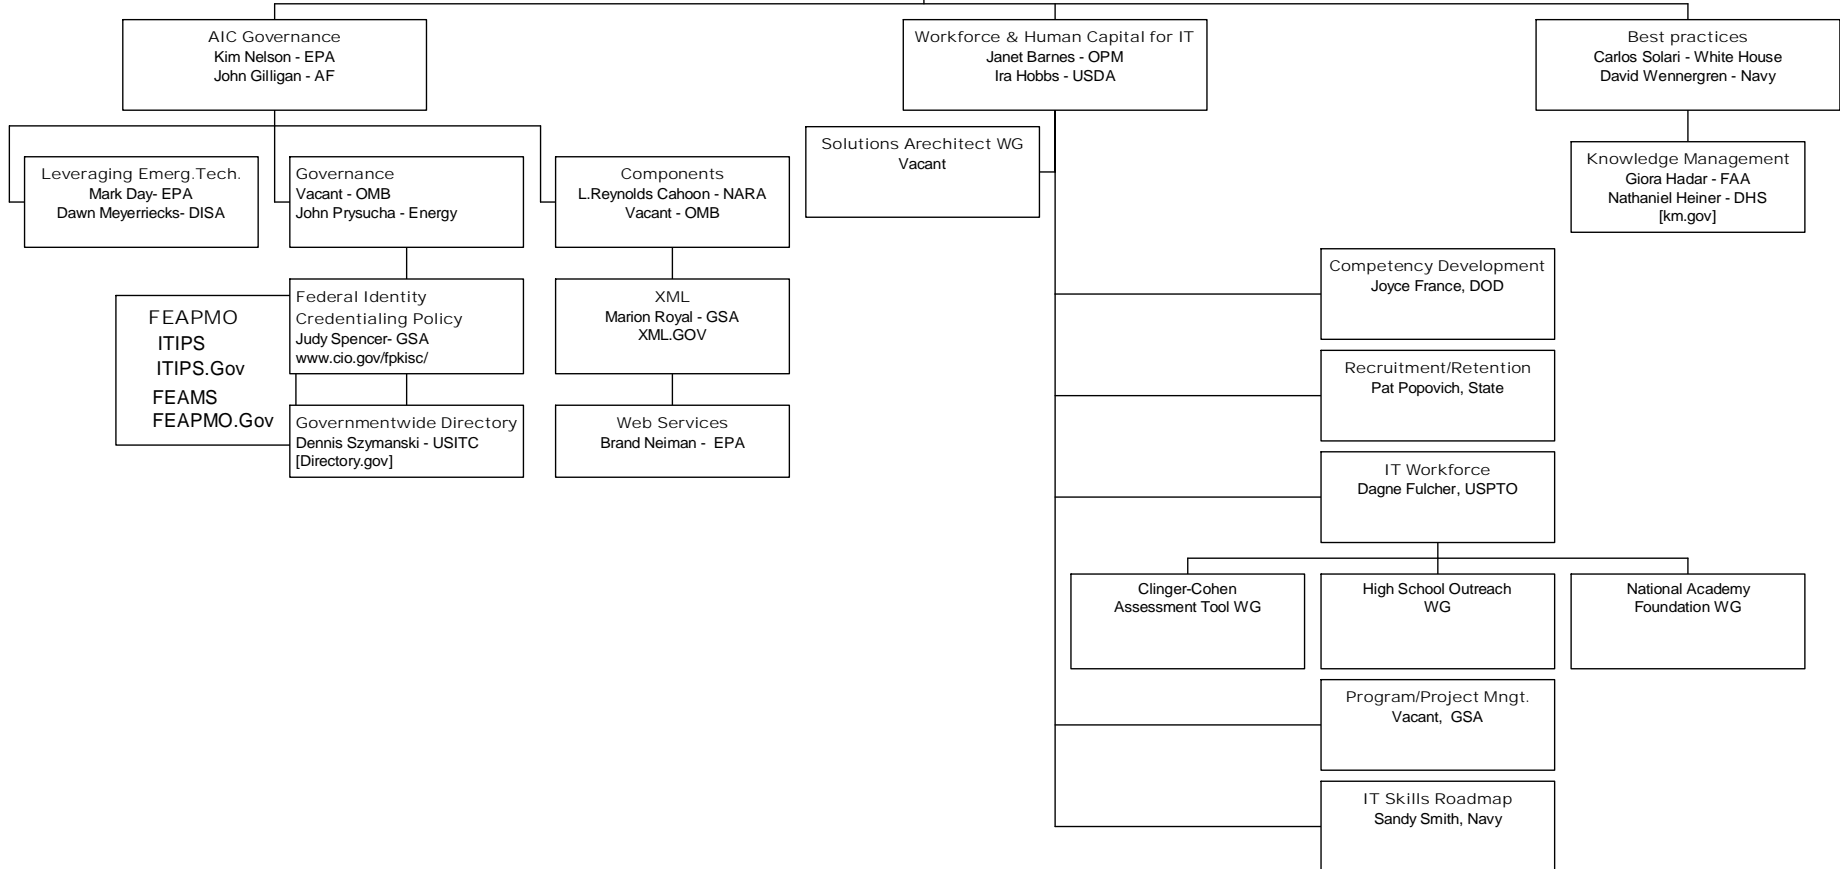 AIC Governance
Kim Nelson - EPA
John Gilligan - AF
Workforce & Human Capital for IT
Janet Barnes - OPM
Ira Hobbs - USDA
Best practices
Carlos Solari - White House
David Wennergren - Navy
Leveraging Emerg.Tech.
Mark Day- EPA
Dawn Meyerriecks- DISA
Governance
Vacant - OMB
John Prysucha - Energy
Components
L.Reynolds Cahoon - NARA
Vacant - OMB
Solutions Arechitect WG
Vacant
Knowledge Management
Giora Hadar - FAA
Nathaniel Heiner - DHS
[km.gov]
FEAPMO
ITIPS
ITIPS.Gov
FEAMS
FEAPMO.Gov
Federal Identity
Credentialing Policy
Judy Spencer- GSA
www.cio.gov/fpkisc/
XML
Marion Royal - GSA
XML.GOV
Governmentwide Directory
Dennis Szymanski - USITC
[Directory.gov]
Web Services
Brand Neiman - EPA
Competency Development
Joyce France, DOD
Recruitment/Retention
Pat Popovich, State
IT Workforce
Dagne Fulcher, USPTO
Clinger-Cohen
Assessment Tool WG
High School Outreach
WG
National Academy
Foundation WG
Program/Project Mngt.
Vacant, GSA
IT Skills Roadmap
Sandy Smith, Navy